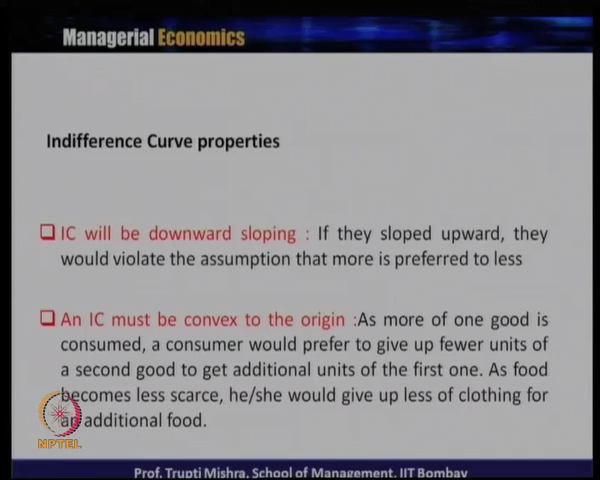 Managerial Economics
Indifference Curve properties
IC will be downward sloping : If they sloped upward, they
would violate the assumption that more is preferred to less
An IC must be convex to the origin :As more of one good is
consumed, a consumer would prefer to give up fewer units of
a second good to get additional units of the first one. As food
becomes less scarce, he/she would give up less of clothing for
an additional food.
NPTEL
Prof. Trupti Mishra, School of Management, IIT Bombay